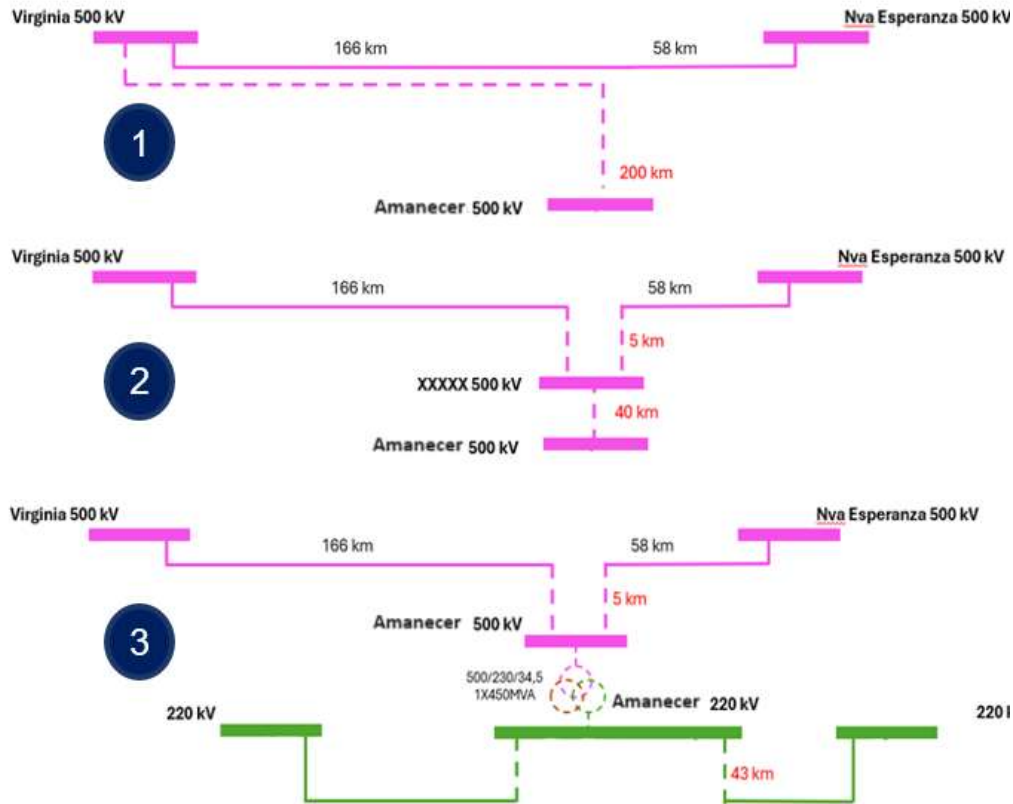 Virginia 500 kV
Nva Esperanza 500 kV
166 km
58 km
1
200 km
Amanecer 500 kV
Virginia 500 kV
Nva Esperanza 500 kV
166 km
58 km
5 km
2
XXXXX 500 kV
40 km
Amanecer 500 kV
Virginia 500 kV
Nva Esperanza 500 kV
166 km
58 km
5 km
3
Amanecer 500 kV
500/230/34,5
1X450MVA
Amanecer 220 kV
220 kV
220
43 km